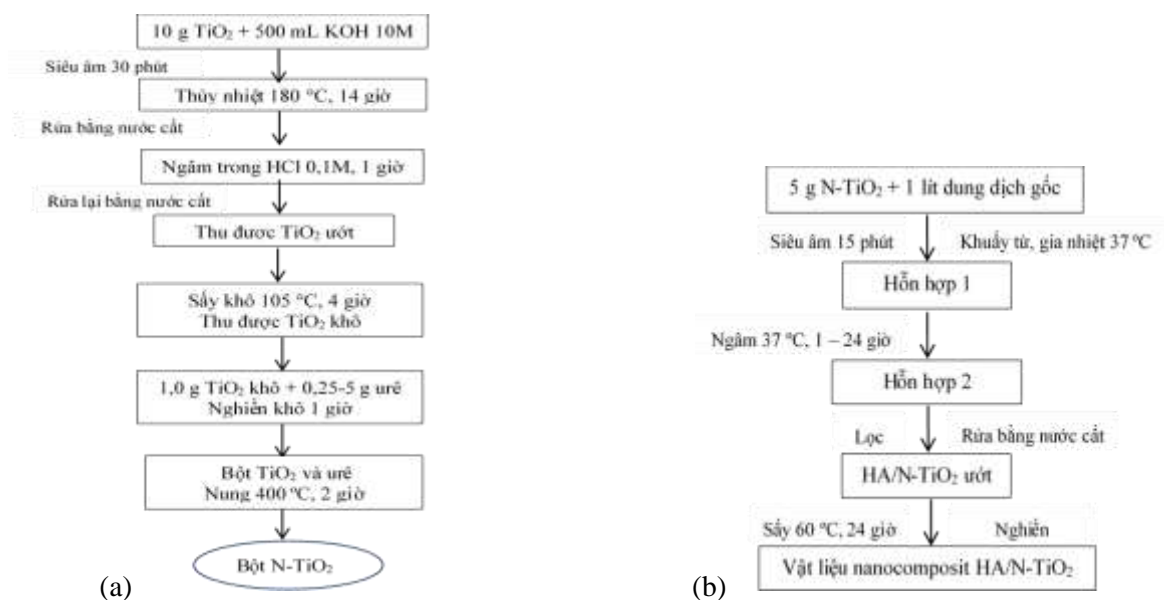 10 g TiO₂ + 500 mL KOH 10M
Siêu âm 30 phút
Thủy nhiệt 180 °C, 14 giờ
Rửa bằng nước cất
Ngâm trong HCl 0,1M, 1 giờ
Rửa lại bằng nước cất
Thu được TiO₂ ướt
Sấy khô 105 °C, 4 giờ
Thu được TiO₂ khô
1,0 g TiO₂ khô + 0,25-5 g urê
Nghiền khô 1 giờ
Bột TiO₂ và urê
Nung 400 ºC, 2 giờ
Bột N-TiO₂
(a)
5 g N-TiO₂ + 1 lít dung dịch gốc
Siêu âm 15 phút
Khuấy từ, gia nhiệt 37 ºC
Hỗn hợp 1
Ngâm 37 ºC, 1 – 24 giờ
Hỗn hợp 2
Lọc
Rửa bằng nước cất
HA/N-TiO₂ ướt
Sấy 60 ºC, 24 giờ
Nghiền
Vật liệu nanocomposit HA/N-TiO₂
(b)